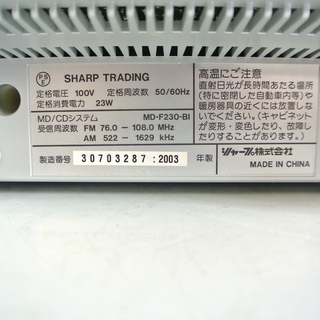 PSE
SHARP TRADING
定格電圧 100V 定格周波数 50/60Hz
定格消費電力 23W
MD/CDシステム MD-F230-BI
受信周波数 FM 76.0 — 108.0 MHz
AM 522 — 1629 kHz
製造番号 30703287 : 2003 年製
高温にご注意
直射日光が長時間あたる場所
(特に密閉した自動車内等)や
暖房器具の近くには放置しな
いでください。(キャビネット
が変形・変色したり、故障し
たりすることがあります。)
シャープ株式会社
MADE IN CHINA